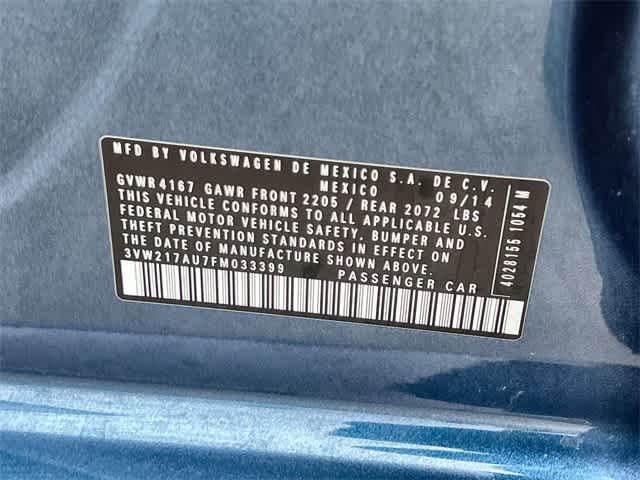 MFD BY VOLKSWAGEN DE MEXICO S.A. DE C.V.
MEXICO 09/14
GVWR 4167 GAWR FRONT 2205 / REAR 2072 LBS
THIS VEHICLE CONFORMS TO ALL APPLICABLE U.S.
FEDERAL MOTOR VEHICLE SAFETY, BUMPER AND
THEFT PREVENTION STANDARDS IN EFFECT ON
THE DATE OF MANUFACTURE SHOWN ABOVE.
3VW217AU7FM033399 PASSENGER CAR
4028155 1054 M